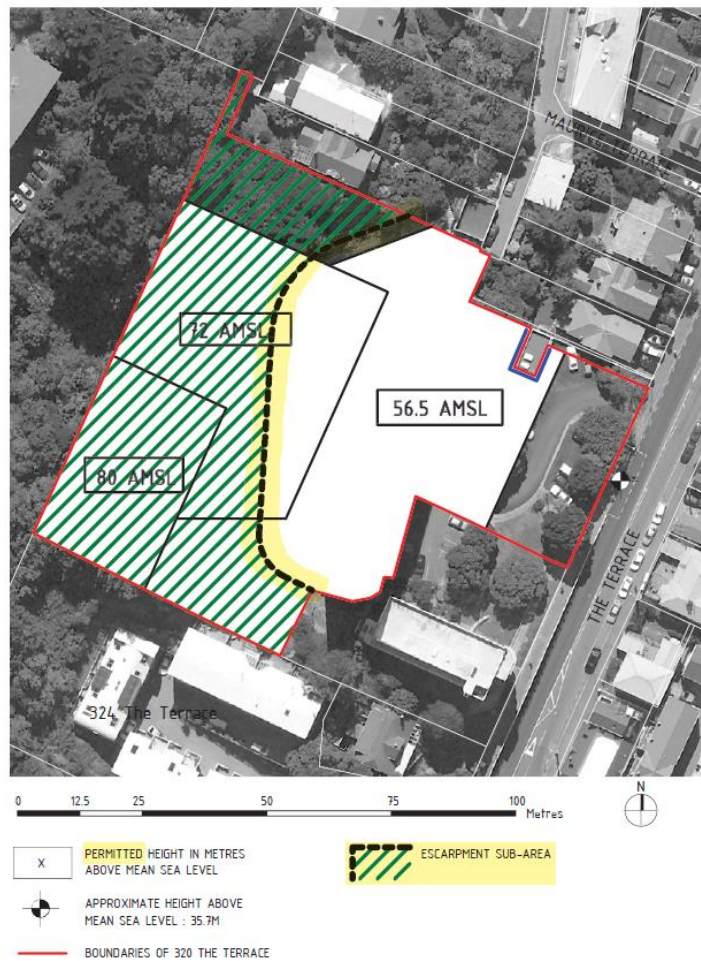 MAURICE TERRACE
72 AMSL
56.5 AMSL
80 AMSL
THE TERRACE
324 The Terrace
0 12.5 25 50 75 100 Metres
N
X
PERMITTED HEIGHT IN METRES
ABOVE MEAN SEA LEVEL
ESCARPMENT SUB-AREA
APPROXIMATE HEIGHT ABOVE
MEAN SEA LEVEL : 35.7M
BOUNDARIES OF 320 THE TERRACE